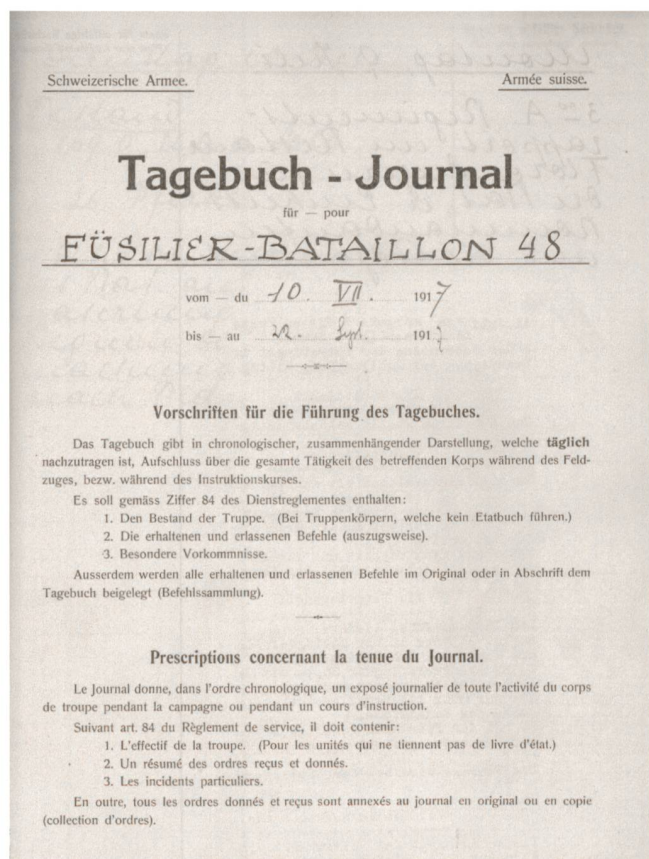 Schweizerische Armee. Armée suisse.
Tagebuch - Journal
für — pour
FÜSILIER-BATAILLON 48
vom — du 10. VII. 1917
bis — au 22. Sept. 1917
Vorschriften für die Führung des Tagebuches.
Das Tagebuch gibt in chronologischer, zusammenhängender Darstellung, welche täglich
nachzutragen ist, Aufschluss über die gesamte Tätigkeit des betreffenden Korps während des Feld-
zuges, bezw. während des Instruktionskurses.
Es soll gemäss Ziffer 84 des Dienstreglementes enthalten:
1. Den Bestand der Truppe. (Bei Truppenkörpern, welche kein Etatbuch führen.)
2. Die erhaltenen und erlassenen Befehle (auszugsweise).
3. Besondere Vorkommnisse.
Ausserdem werden alle erhaltenen und erlassenen Befehle im Original oder in Abschrift dem
Tagebuch beigelegt (Befehlssammlung).
Prescriptions concernant la tenue du Journal.
Le Journal donne, dans l'ordre chronologique, un exposé journalier de toute l'activité du corps
de troupe pendant la campagne ou pendant un cours d'instruction.
Suivant art. 84 du Règlement de service, il doit contenir:
1. L'effectif de la troupe. (Pour les unités qui ne tiennent pas de livre d'état.)
2. Un résumé des ordres reçus et donnés.
3. Les incidents particuliers.
En outre, tous les ordres donnés et reçus sont annexés au journal en original ou en copie
(collection d'ordres).